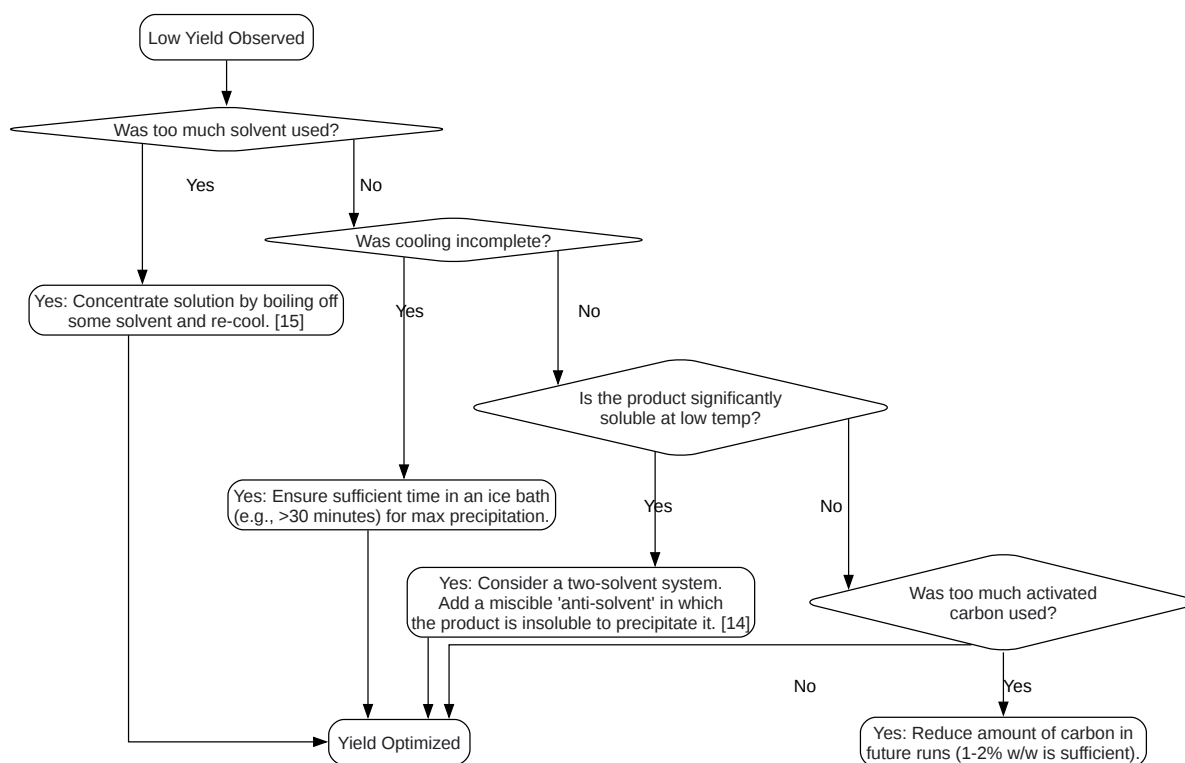 Low Yield Observed
Was too much solvent used?
Yes
No
Was cooling incomplete?
Yes: Concentrate solution by boiling off
some solvent and re-cool. [15]
Yes
No
Is the product significantly
soluble at low temp?
Yes: Ensure sufficient time in an ice bath
(e.g., >30 minutes) for max precipitation.
Yes
No
Yes: Consider a two-solvent system.
Add a miscible 'anti-solvent' in which
the product is insoluble to precipitate it. [14]
Was too much activated
carbon used?
No
Yes
Yield Optimized
Yes: Reduce amount of carbon in
future runs (1-2% w/w is sufficient).